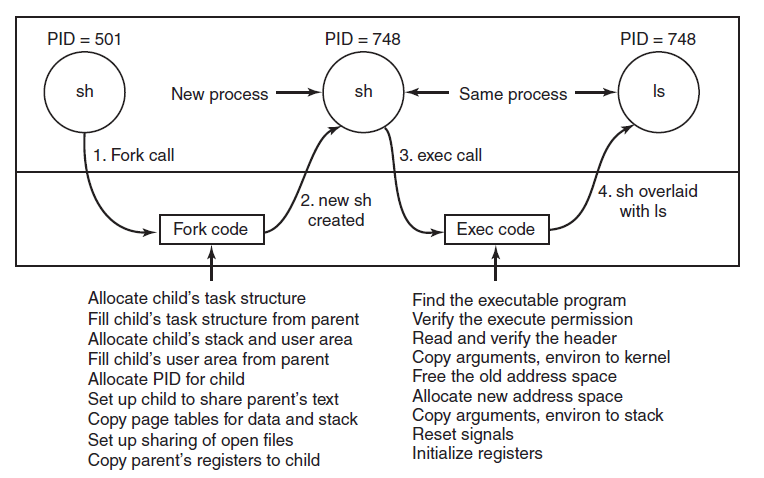 PID = 501
PID = 748
PID = 748
sh
New process
sh
Same process
ls
1. Fork call
3. exec call
2. new sh
created
4. sh overlaid
with ls
Fork code
Exec code
Allocate child's task structure
Fill child's task structure from parent
Allocate child's stack and user area
Fill child's user area from parent
Allocate PID for child
Set up child to share parent's text
Copy page tables for data and stack
Set up sharing of open files
Copy parent's registers to child
Find the executable program
Verify the execute permission
Read and verify the header
Copy arguments, environ to kernel
Free the old address space
Allocate new address space
Copy arguments, environ to stack
Reset signals
Initialize registers